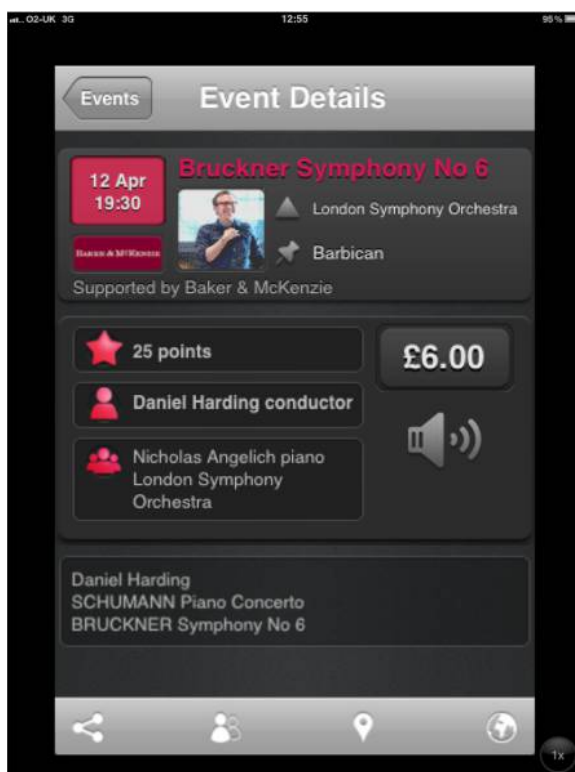 O2-UK 3G 12:55 95%
Events
Event Details
12 Apr
19:30
Bruckner Symphony No 6
London Symphony Orchestra
BAKER & MCKENZIE
Barbican
Supported by Baker & McKenzie
25 points
£6.00
Daniel Harding conductor
Nicholas Angelich piano
London Symphony
Orchestra
Daniel Harding
SCHUMANN Piano Concerto
BRUCKNER Symphony No 6
1x